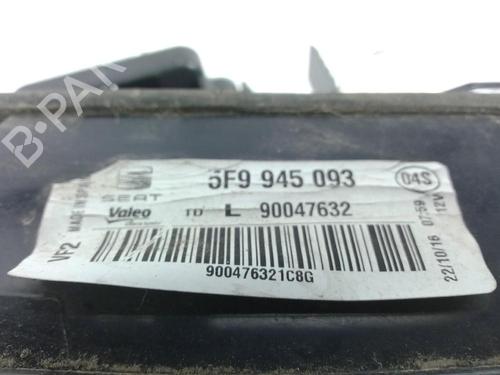 B-PAR
5F9 945 093
04S
SEAT
Valeo TD L 90047632
900476321C8G
VF2 MADE IN
22/10/16 07:59
12V